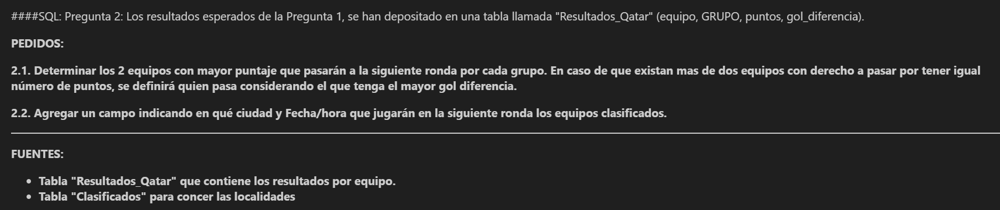 ####SQL: Pregunta 2: Los resultados esperados de la Pregunta 1, se han depositado en una tabla llamada "Resultados_Qatar" (equipo, GRUPO, puntos, gol_diferencia).
PEDIDOS:
2.1. Determinar los 2 equipos con mayor puntaje que pasarán a la siguiente ronda por cada grupo. En caso de que existan mas de dos equipos con derecho a pasar por tener igual
número de puntos, se definirá quien pasa considerando el que tenga el mayor gol diferencia.
2.2. Agregar un campo indicando en qué ciudad y Fecha/hora que jugarán en la siguiente ronda los equipos clasificados.
FUENTES:
• Tabla "Resultados_Qatar" que contiene los resultados por equipo.
• Tabla "Clasificados" para concer las localidades